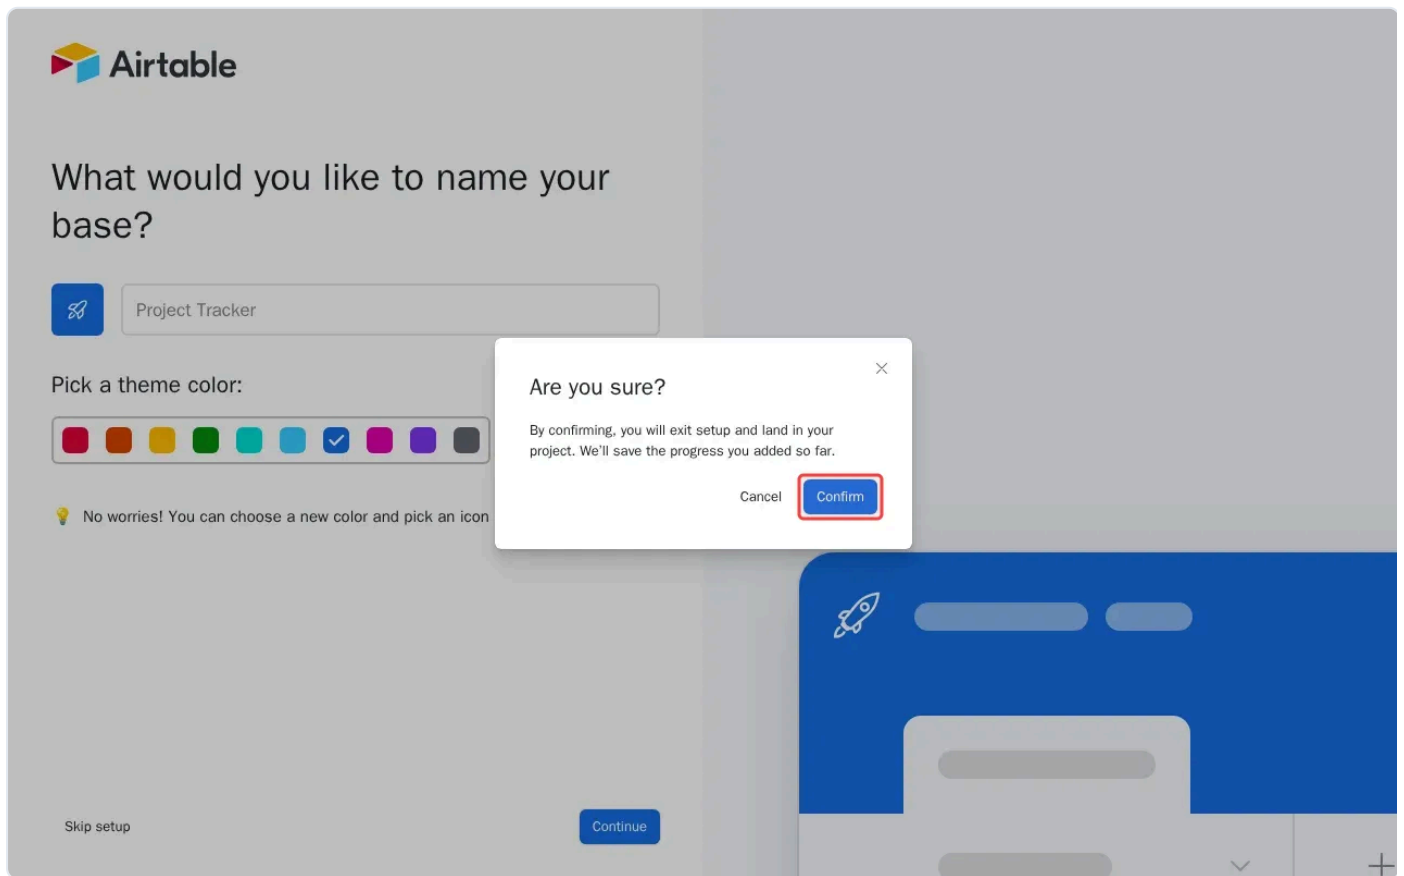 Airtable
What would you like to name your
base?
Project Tracker
Pick a theme color:
No worries! You can choose a new color and pick an icon
Are you sure?
By confirming, you will exit setup and land in your
project. We’ll save the progress you added so far.
Cancel
Confirm
Skip setup
Continue